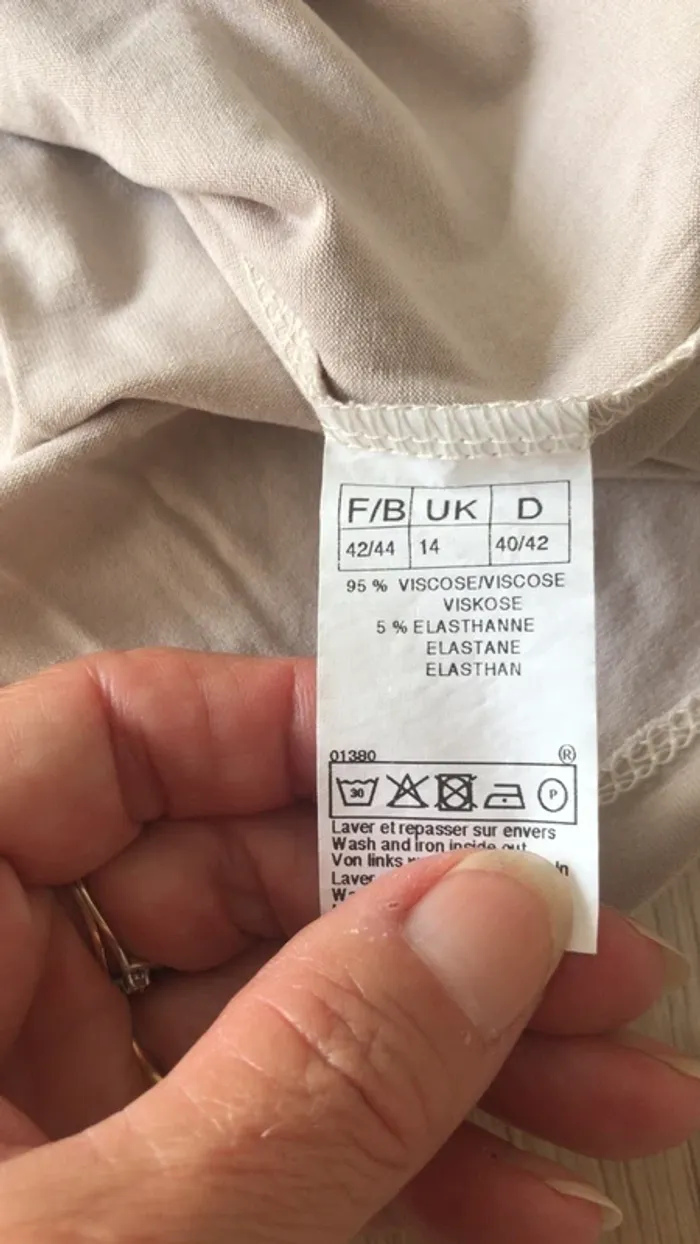 F/B UK D
42/44 14 40/42
95 % VISCOSE/VISCOSE
VISKOSE
5 % ELASTHANNE
ELASTANE
ELASTHAN
01380 ®
30 P
Laver et repasser sur envers
Wash and iron inside out
Von links
Laver